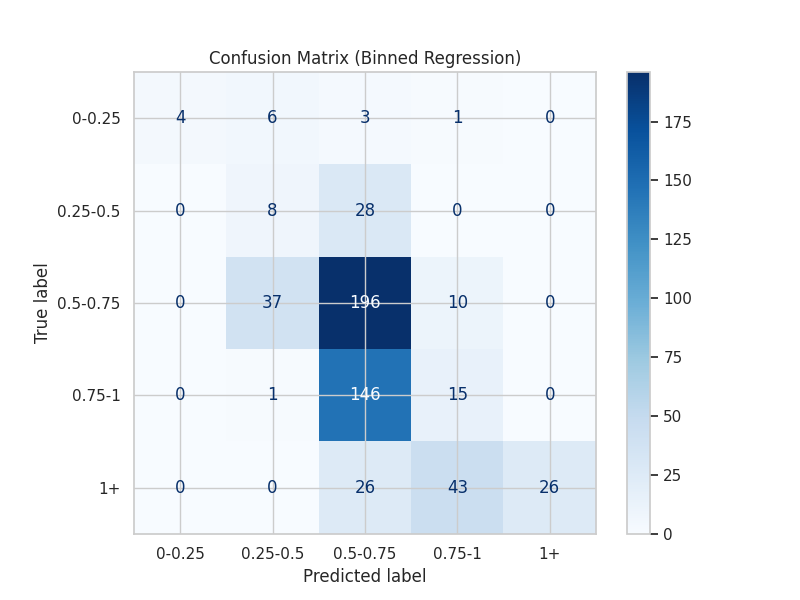 Confusion Matrix (Binned Regression)
0-0.25 4 6 3 1 0
0.25-0.5 0 8 28 0 0
0.5-0.75 0 37 196 10 0
0.75-1 0 1 146 15 0
1+ 0 0 26 43 26
0-0.25 0.25-0.5 0.5-0.75 0.75-1 1+
Predicted label
True label
175
150
125
100
75
50
25
0